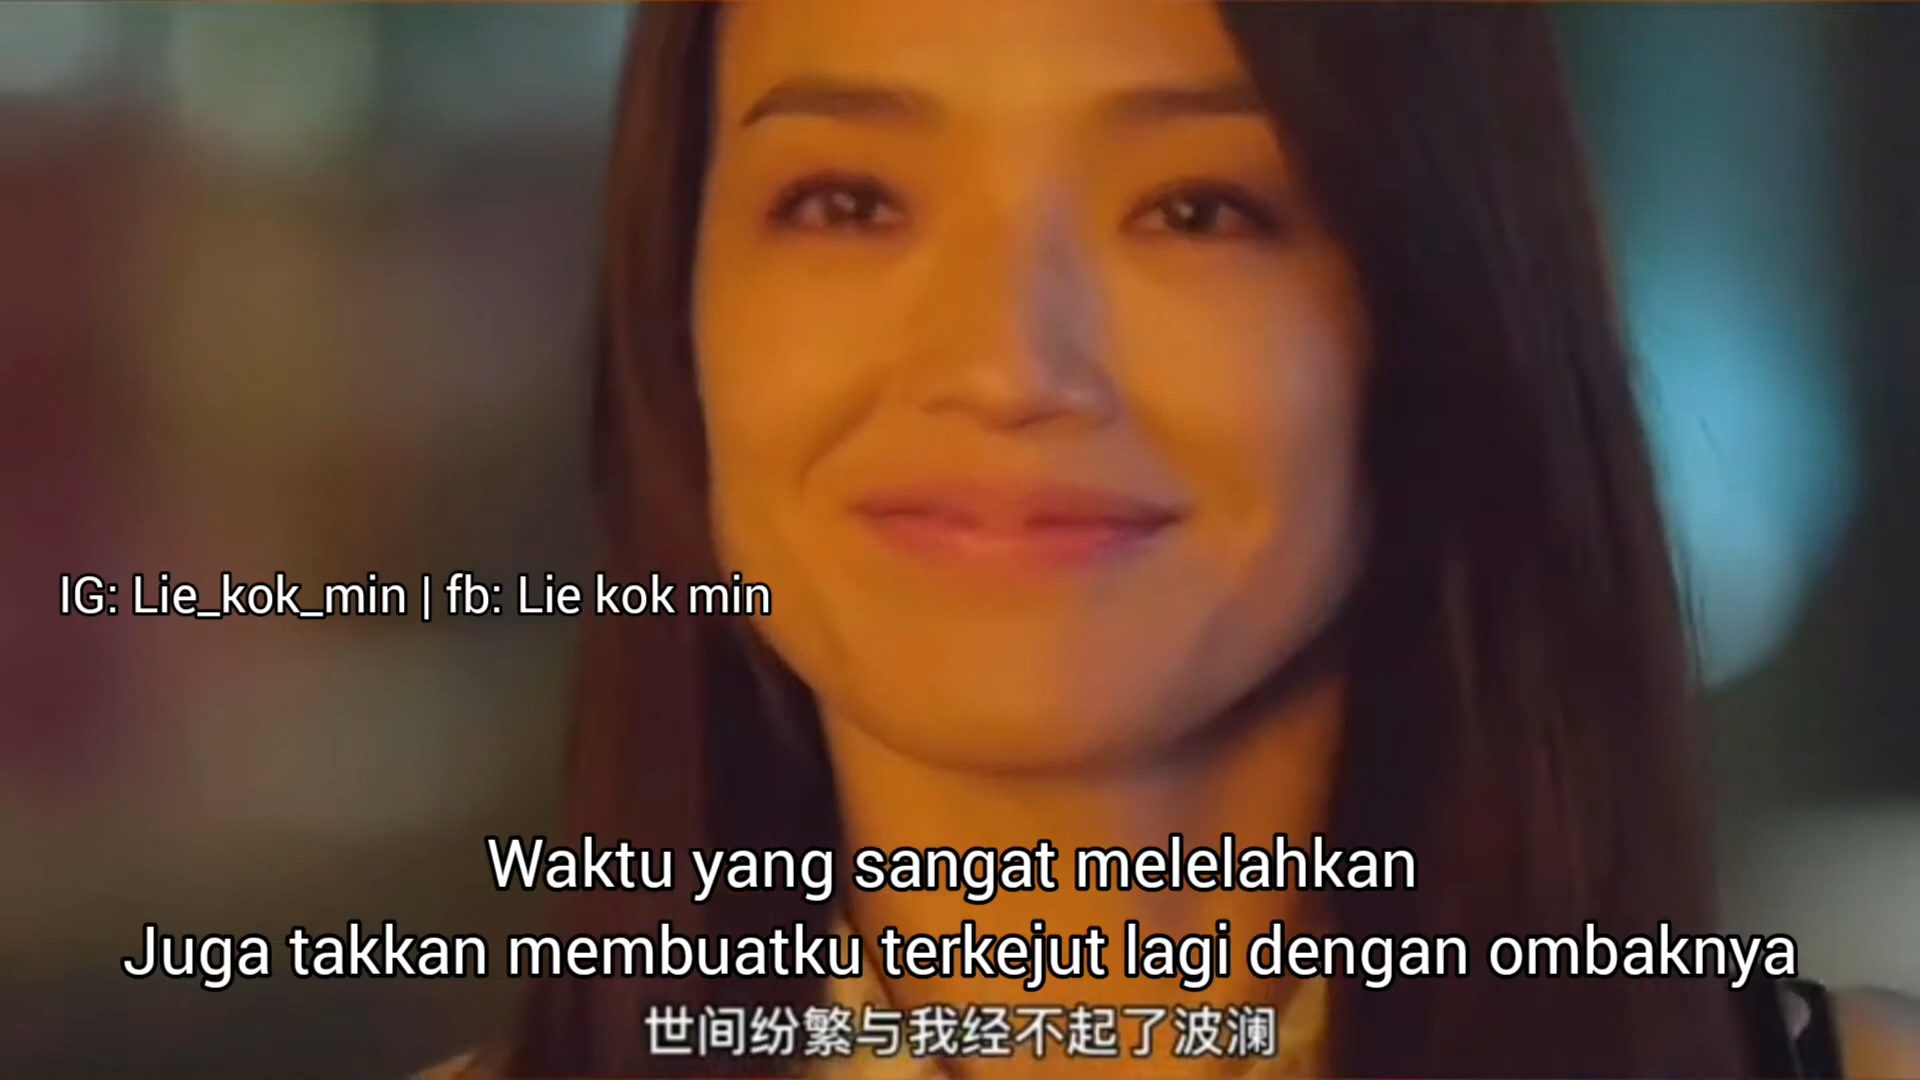 IG: Lie_kok_min | fb: Lie kok min
Waktu yang sangat melelahkan
Juga takkan membuatku terkejut lagi dengan ombaknya
世间纷繁与我经不起了波澜